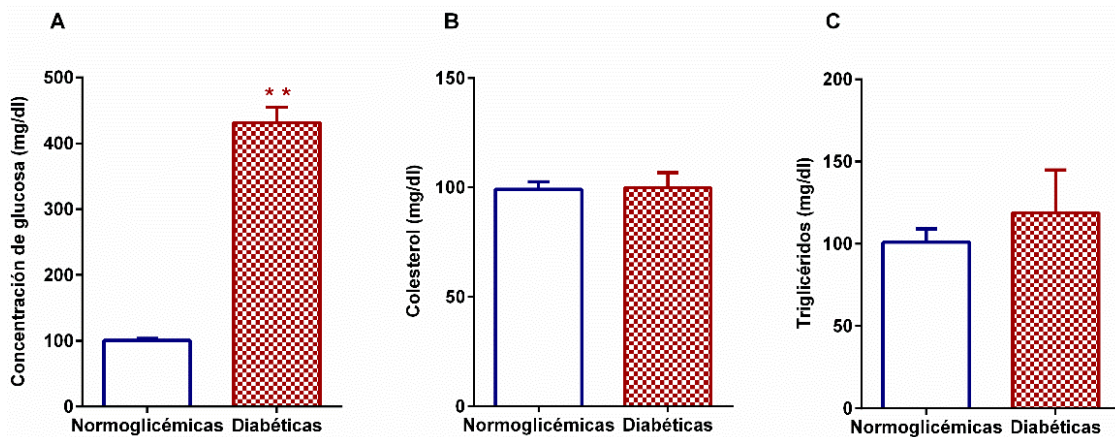 A
Concentración de glucosa (mg/dl)
500
400
300
200
100
0
* *
Normoglicémicas Diabéticas
B
Colesterol (mg/dl)
150
100
50
0
Normoglicémicas Diabéticas
C
Triglicéridos (mg/dl)
200
150
100
50
0
Normoglicémicas Diabéticas